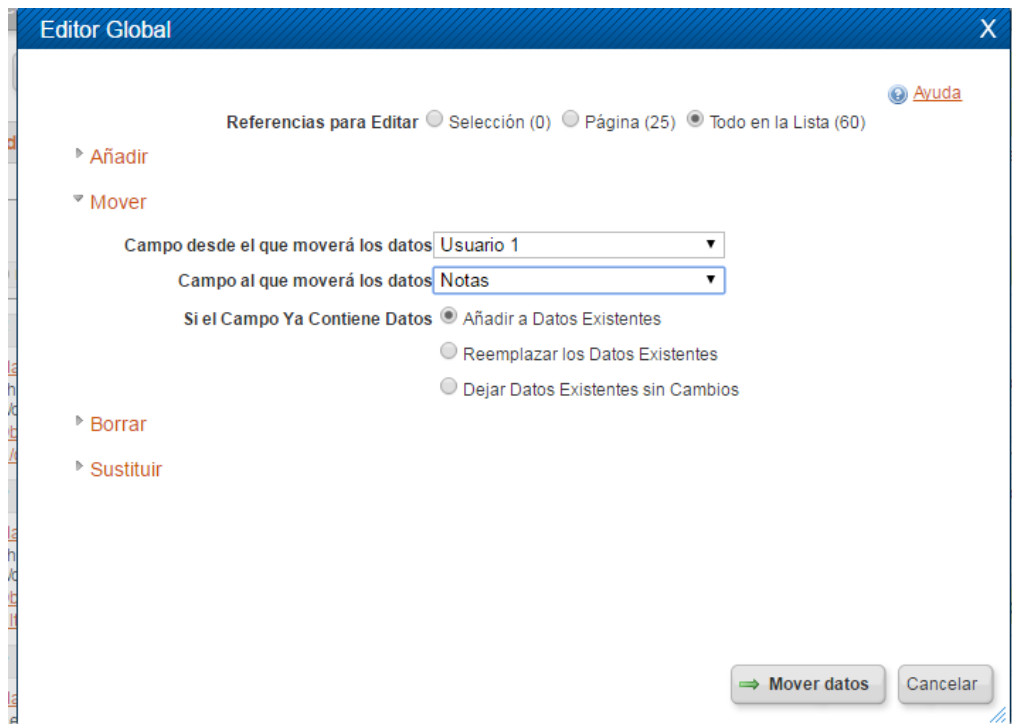 Editor Global X
Ayuda
Referencias para Editar Selección (0) Página (25) Todo en la Lista (60)
Añadir
Mover
Campo desde el que moverá los datos Usuario 1
Campo al que moverá los datos Notas
Si el Campo Ya Contiene Datos Añadir a Datos Existentes
Reemplazar los Datos Existentes
Dejar Datos Existentes sin Cambios
Borrar
Sustituir
Mover datos Cancelar